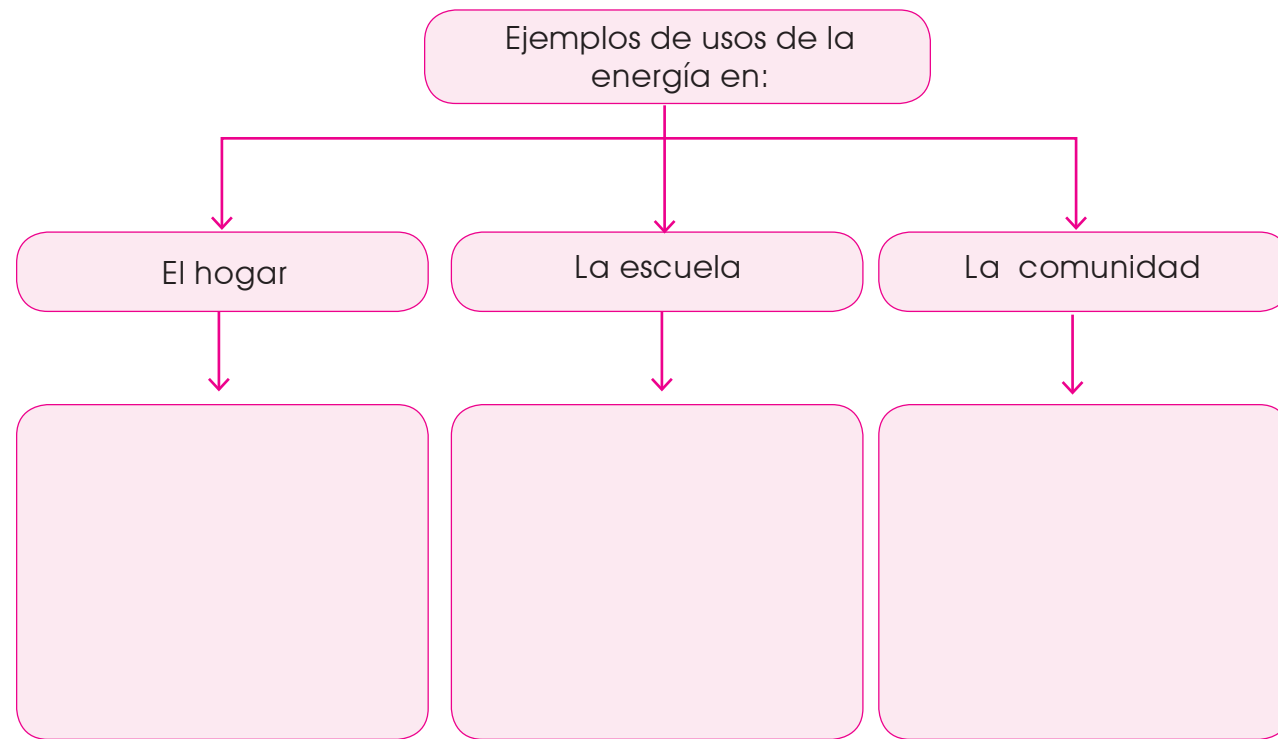 Ejemplos de usos de la
energía en:
El hogar
La escuela
La comunidad